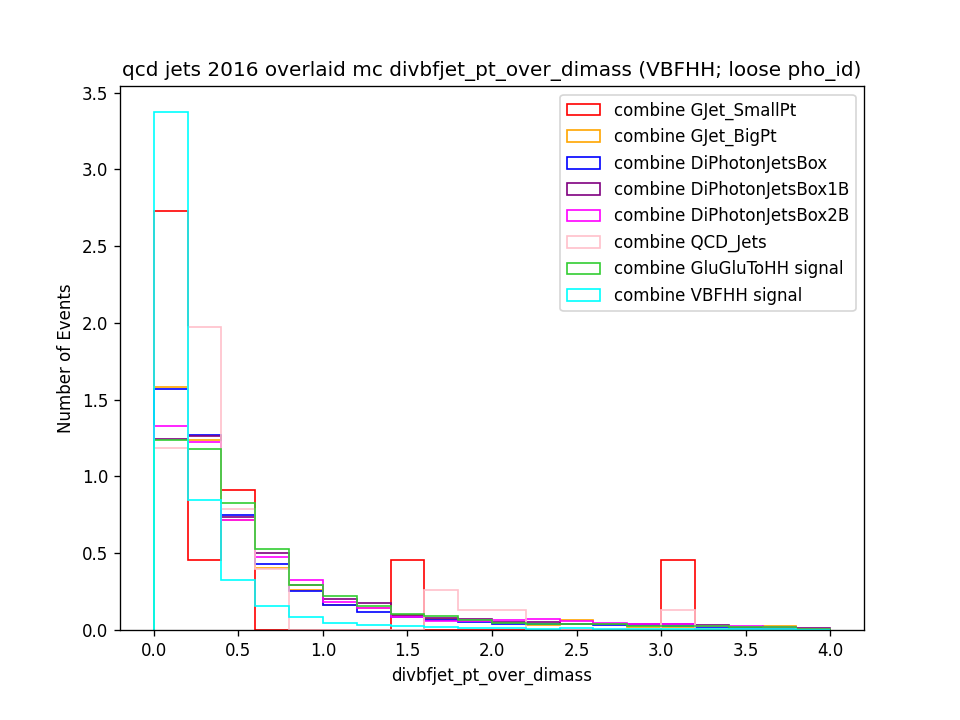 qcd jets 2016 overlaid mc divbfjet_pt_over_dimass (VBFHH; loose pho_id)
3.5
3.0
2.5
2.0
1.5
1.0
0.5
0.0
Number of Events
combine GJet_SmallPt
combine GJet_BigPt
combine DiPhotonJetsBox
combine DiPhotonJetsBox1B
combine DiPhotonJetsBox2B
combine QCD_Jets
combine GluGluToHH signal
combine VBFHH signal
0.0 0.5 1.0 1.5 2.0 2.5 3.0 3.5 4.0
divbfjet_pt_over_dimass